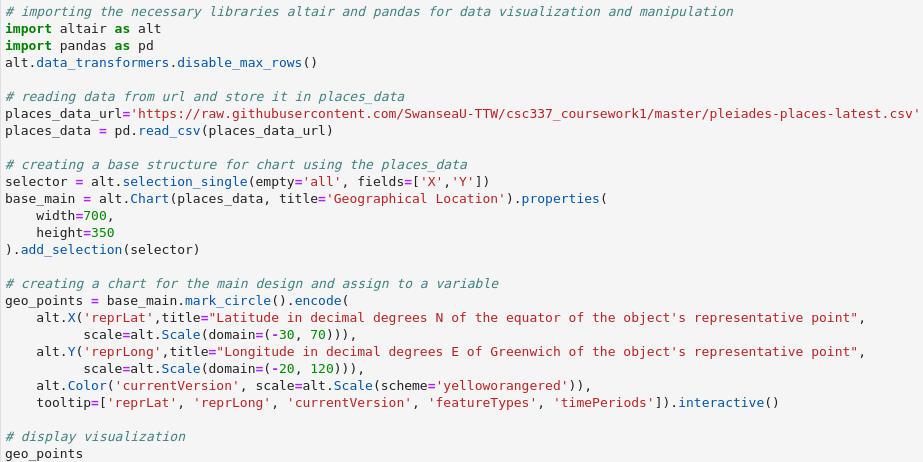 # importing the necessary libraries altair and pandas for data visualization and manipulation
import altair as alt
import pandas as pd
alt.data_transformers.disable_max_rows()
# reading data from url and store it in places_data
places_data_url='https://raw.githubusercontent.com/SwanseaU-TTW/csc337_coursework1/master/pleiades-places-latest.csv'
places_data = pd.read_csv(places_data_url)
# creating a base structure for chart using the places_data
selector = alt.selection_single(empty='all', fields=['X','Y'])
base_main = alt.Chart(places_data, title='Geographical Location').properties(
    width=700,
    height=350
).add_selection(selector)
# creating a chart for the main design and assign to a variable
geo_points = base_main.mark_circle().encode(
    alt.X('reprLat',title="Latitude in decimal degrees N of the equator of the object's representative point",
          scale=alt.Scale(domain=(-30, 70))),
    alt.Y('reprLong',title="Longitude in decimal degrees E of Greenwich of the object's representative point",
          scale=alt.Scale(domain=(-20, 120))),
    alt.Color('currentVersion', scale=alt.Scale(scheme='yelloworangered')),
    tooltip=['reprLat', 'reprLong', 'currentVersion', 'featureTypes', 'timePeriods']).interactive()
# display visualization
geo_points